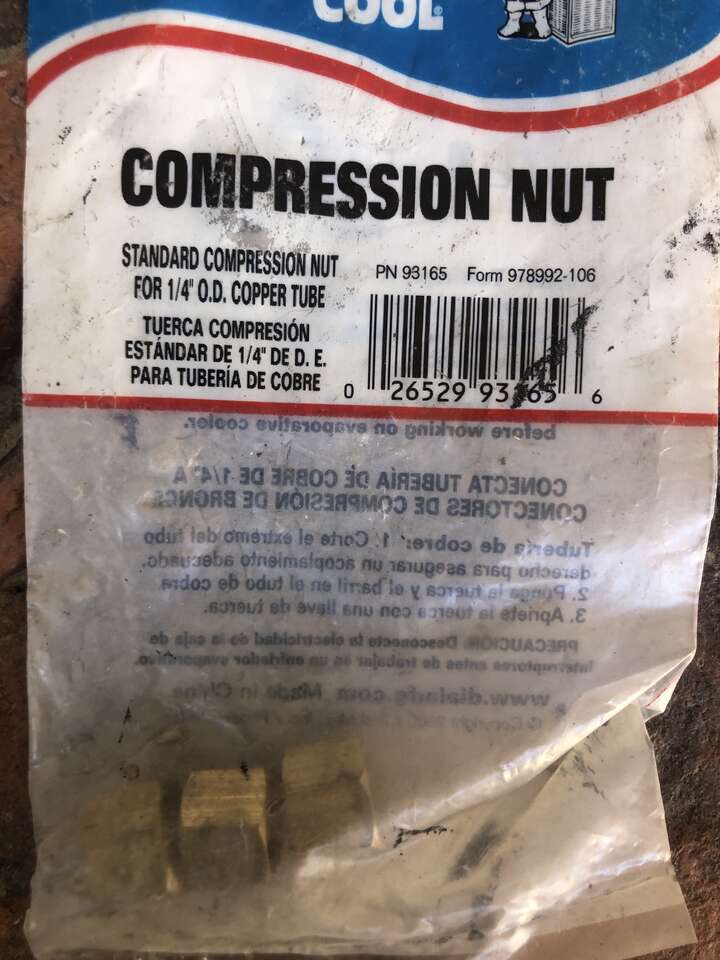 COOL
COMPRESSION NUT
STANDARD COMPRESSION NUT
FOR 1/4" O.D. COPPER TUBE
TUERCA COMPRESIÓN
ESTÁNDAR DE 1/4" DE D. E.
PARA TUBERÍA DE COBRE
PN 93165 Form 978992-106
0 26529 93165 6
before working on evaporative cooler.
CONECTA TUBERÍA DE COBRE DE 1/4" A
CONECTORES DE COMPRESIÓN DE BRONCE
Tubería de cobre: 1. Corte el extremo del tubo
derecho para asegurar un acoplamiento adecuado.
2. Ponga la tuerca y el barril en el tubo de cobre.
3. Apriete la tuerca con una llave de tuerca.
PRECAUCIÓN: Desconecte la electricidad de la caja de
interruptores antes de trabajar en un enfriador evaporativo.
www.dialmfg.com Made in China
© Copyright